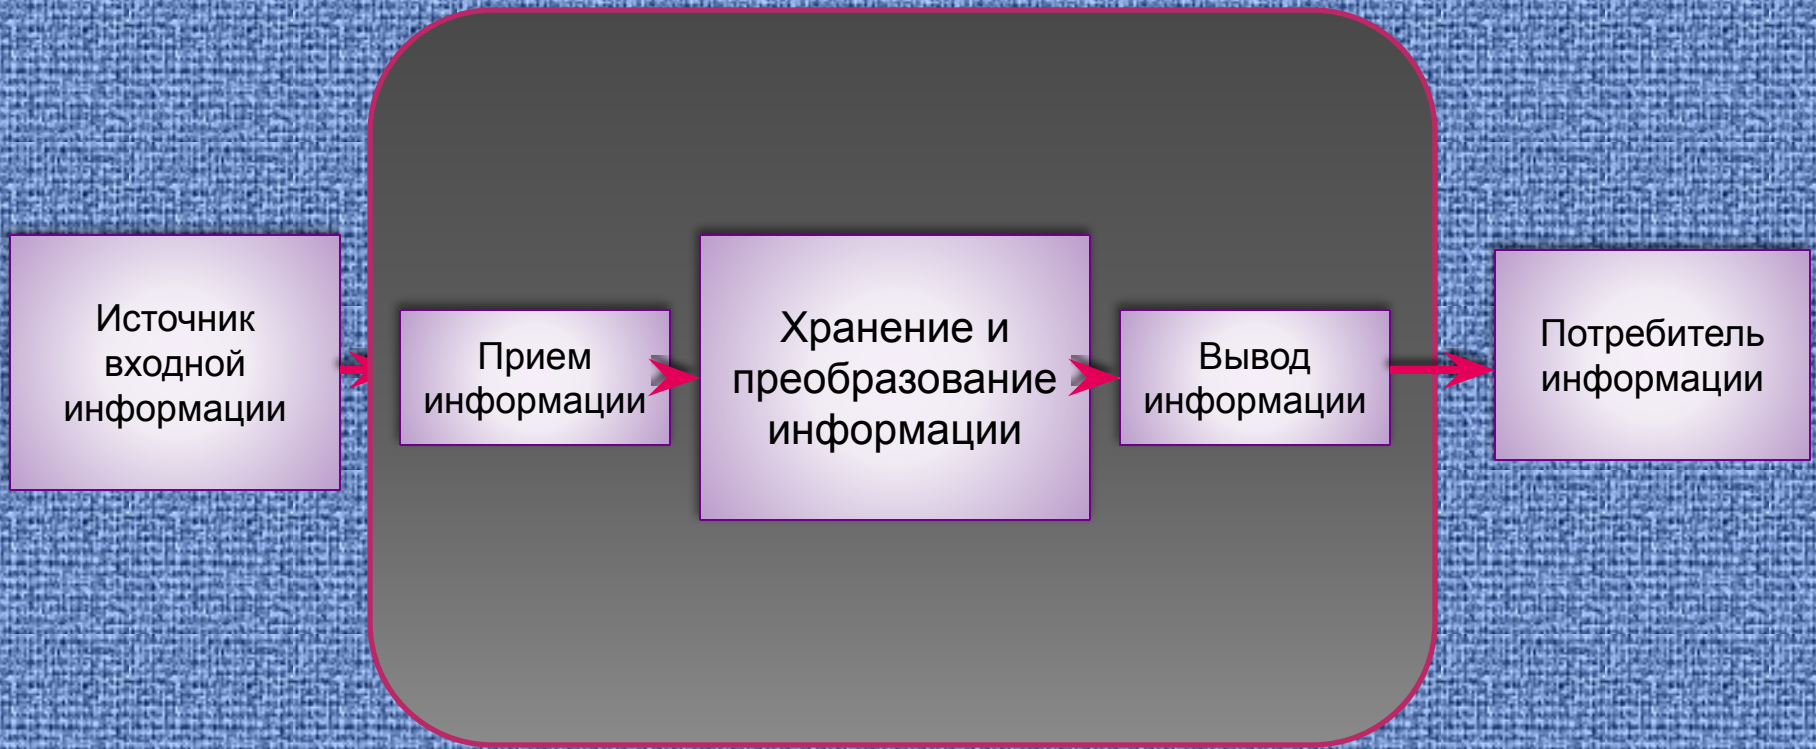 Источник
входной
информации
Прием
информации
Хранение и
преобразование
информации
Вывод
информации
Потребитель
информации